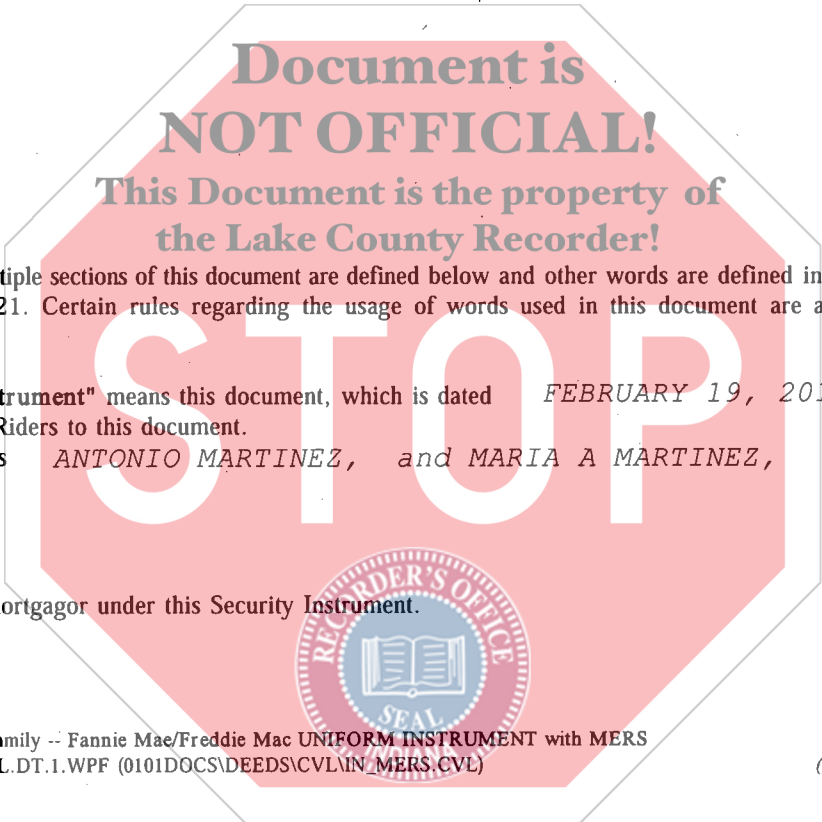 Document is
NOT OFFICIAL!
This Document is the property of
the Lake County Recorder!
tiple sections of this document are defined below and other words are defined in
21. Certain rules regarding the usage of words used in this document are a
STOP
trument" means this document, which is dated FEBRUARY 19, 201
Riders to this document.
s ANTONIO MARTINEZ, and MARIA A MARTINEZ,
ortgagor under this Security Instrument.
RECORDER'S OFFICE
SEAL
INDIANA
mily -- Fannie Mae/Freddie Mac UNIFORM INSTRUMENT with MERS
L.DT.1.WPF (0101DOCS\DEEDS\CVL\IN_MERS.CVL) (